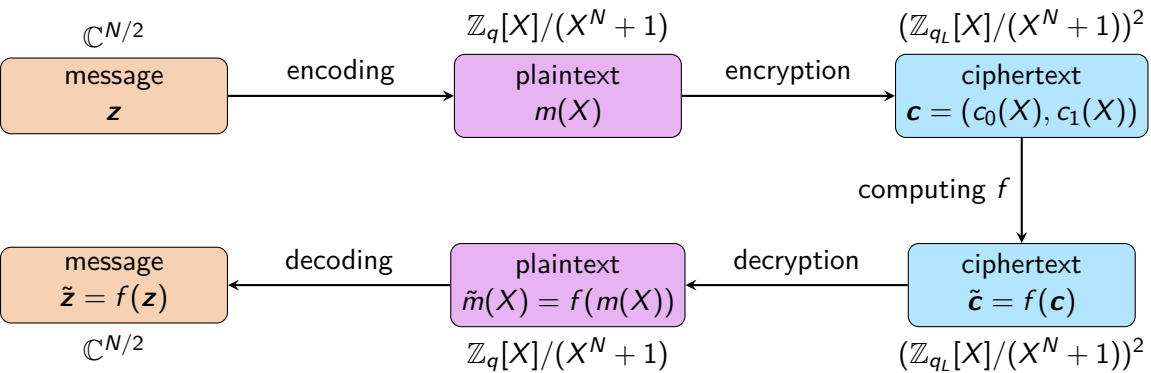 ℂ^{N/2}
ℤ_q[X]/(X^N + 1)
(ℤ_{q_L}[X]/(X^N + 1))^2
message
z
encoding
plaintext
m(X)
encryption
ciphertext
c = (c_0(X), c_1(X))
computing f
message
z̃ = f(z)
decoding
plaintext
m̃(X) = f(m(X))
decryption
ciphertext
c̃ = f(c)
ℂ^{N/2}
ℤ_q[X]/(X^N + 1)
(ℤ_{q_L}[X]/(X^N + 1))^2